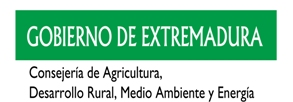 GOBIERNO DE EXTREMADURA
Consejería de Agricultura,
Desarrollo Rural, Medio Ambiente y Energía